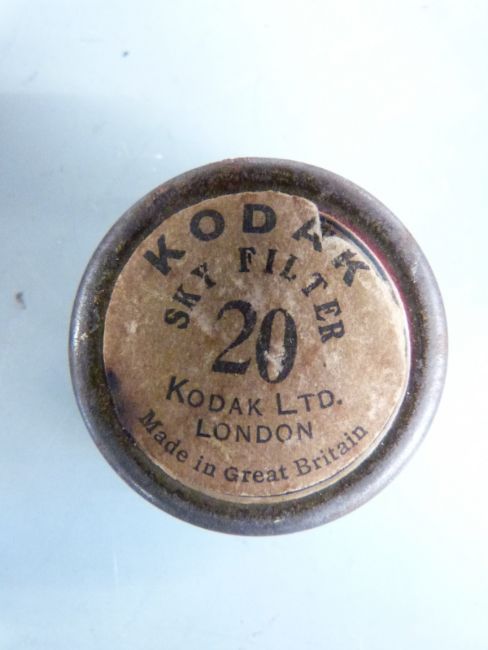 KODAK
SKY FILTER
20
KODAK LTD.
LONDON
Made in Great Britain